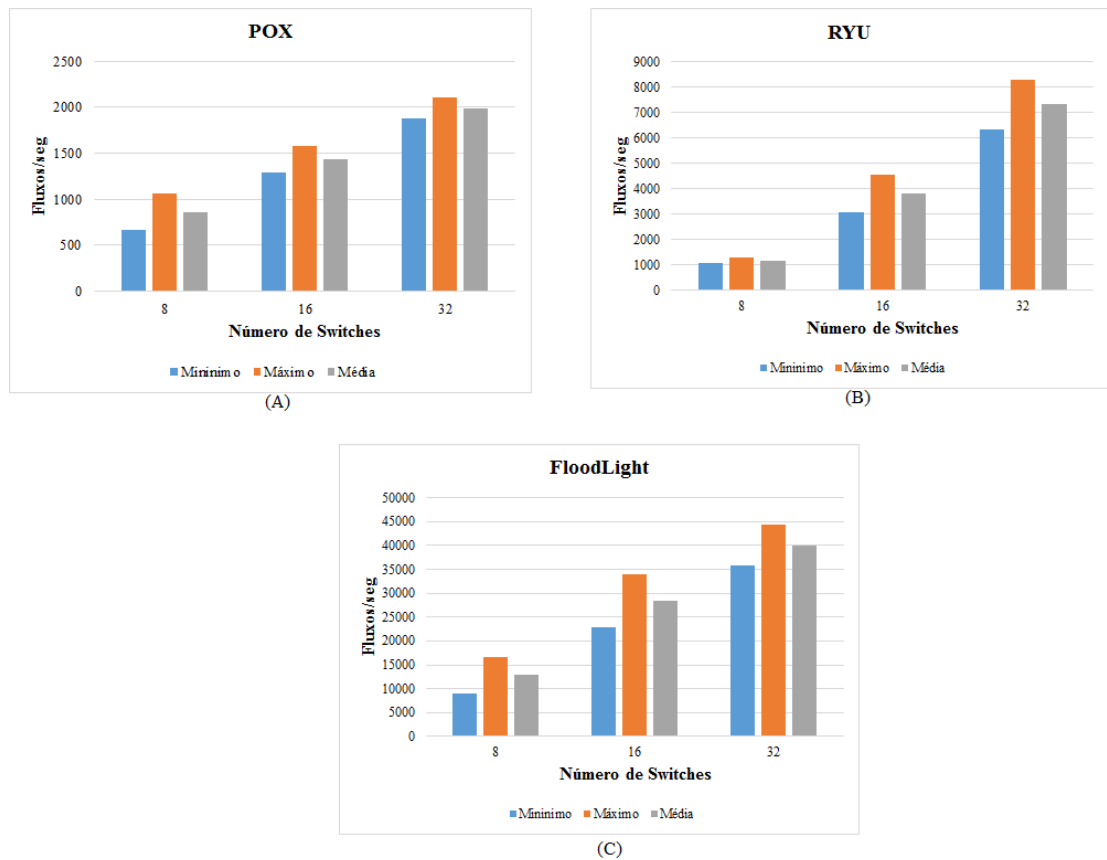 POX
2500
2000
1500
1000
500
0
Fluxos/seg
8 16 32
Número de Switches
Mininimo Máximo Média
(A)
RYU
9000
8000
7000
6000
5000
4000
3000
2000
1000
0
Fluxos/seg
8 16 32
Número de Switches
Mininimo Máximo Média
(B)
FloodLight
50000
45000
40000
35000
30000
25000
20000
15000
10000
5000
0
Fluxos/seg
8 16 32
Número de Switches
Mininimo Máximo Média
(C)